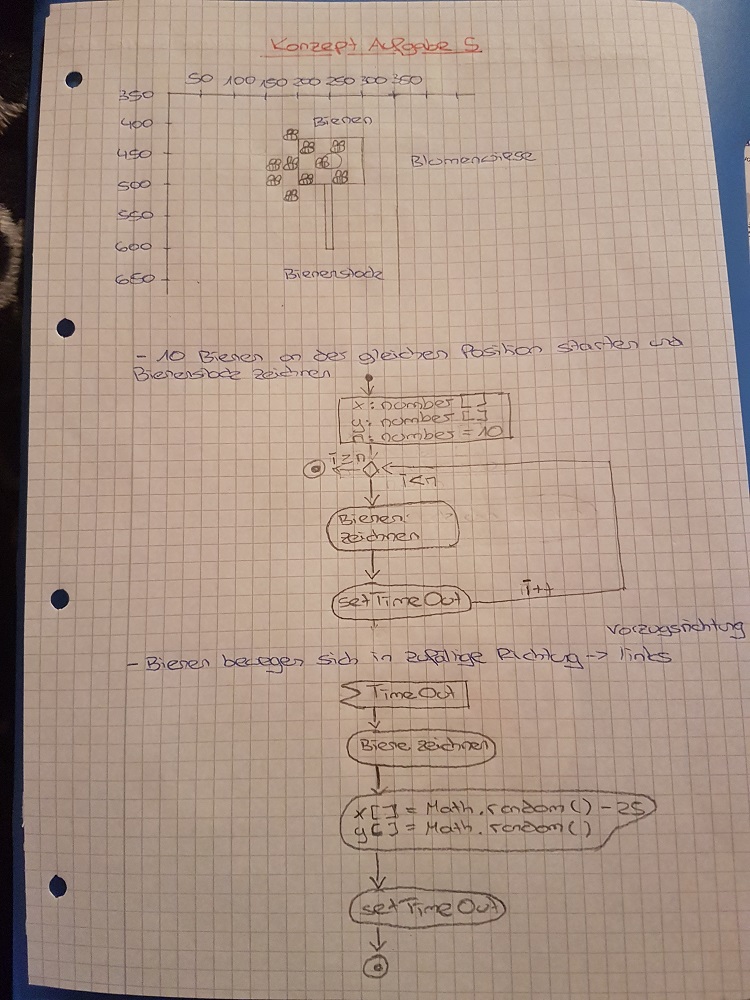 Konzept Aufgabe 5
50 100 150 200 250 300 350
350
400
450
500
550
600
650
Bienen
Blumenwiese
Bienenstock
- 10 Bienen an der gleichen Position starten und
Bienenstock zeichnen
x: number []
y: number []
n: number = 10
i ≥ n
i < n
Bienen
zeichnen
setTimeOut
i++
Vorzugsrichtung
- Bienen bewegen sich in zufällige Richtug → links
TimeOut
Biene zeichnen
x[] = Math.random() - 25
y[] = Math.random()
setTimeOut